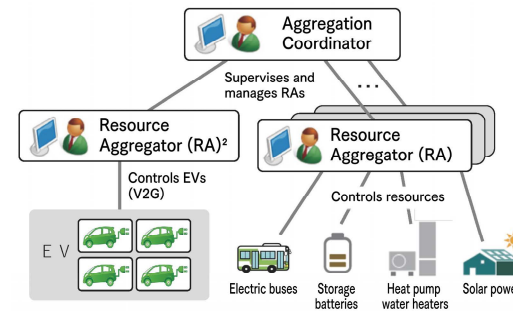 Aggregation
Coordinator
Supervises and
manages RAs
...
Resource
Aggregator (RA)²
Resource
Aggregator (RA)
Controls EVs
(V2G)
Controls resources
E V
Electric buses
Storage
batteries
Heat pump
water heaters
Solar powe